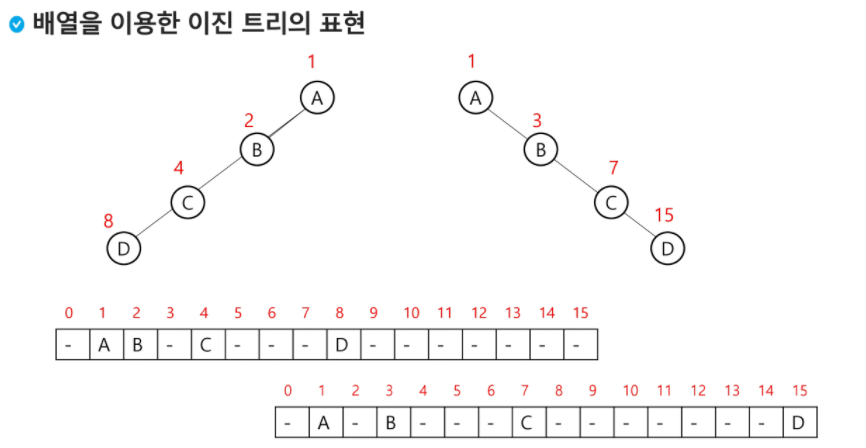 배열을 이용한 이진 트리의 표현
1 1
A A
2 3
B B
4 7
C C
8 15
D D
0 1 2 3 4 5 6 7 8 9 10 11 12 13 14 15
- A B - C - - - D - - - - - - -
0 1 2 3 4 5 6 7 8 9 10 11 12 13 14 15
- A - B - - - C - - - - - - - D